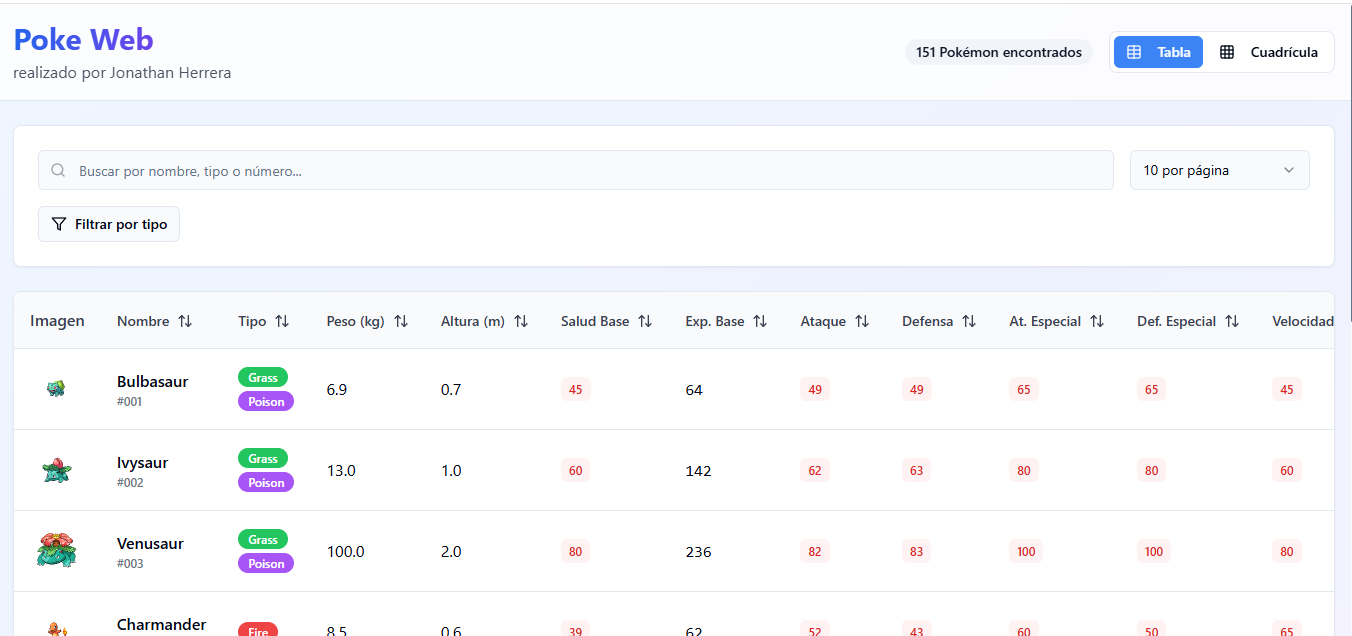 Poke Web
realizado por Jonathan Herrera
151 Pokémon encontrados
Tabla
Cuadrícula
Buscar por nombre, tipo o número...
10 por página
Filtrar por tipo
Imagen Nombre Tipo Peso (kg) Altura (m) Salud Base Exp. Base Ataque Defensa At. Especial Def. Especial Velocidad
Bulbasaur
#001
Grass
Poison
6.9 0.7 45 64 49 49 65 65 45
Ivysaur
#002
Grass
Poison
13.0 1.0 60 142 62 63 80 80 60
Venusaur
#003
Grass
Poison
100.0 2.0 80 236 82 83 100 100 80
Charmander
Fire
8.5 0.6 39 62 52 43 60 50 65